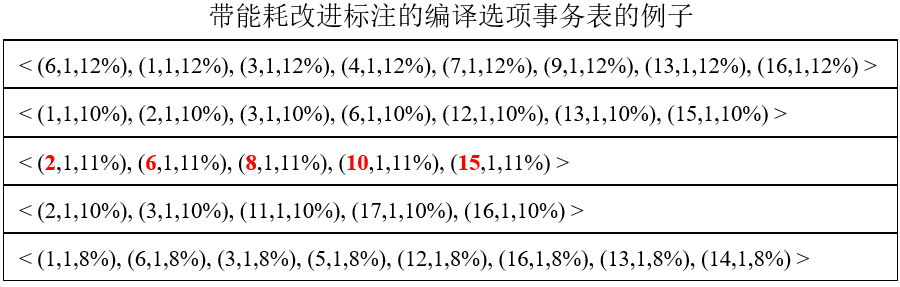 带能耗改进标注的编译选项事务表的例子
< (6,1,12%), (1,1,12%), (3,1,12%), (4,1,12%), (7,1,12%), (9,1,12%), (13,1,12%), (16,1,12%) >
< (1,1,10%), (2,1,10%), (3,1,10%), (6,1,10%), (12,1,10%), (13,1,10%), (15,1,10%) >
< (2,1,11%), (6,1,11%), (8,1,11%), (10,1,11%), (15,1,11%) >
< (2,1,10%), (3,1,10%), (11,1,10%), (17,1,10%), (16,1,10%) >
< (1,1,8%), (6,1,8%), (3,1,8%), (5,1,8%), (12,1,8%), (16,1,8%), (13,1,8%), (14,1,8%) >